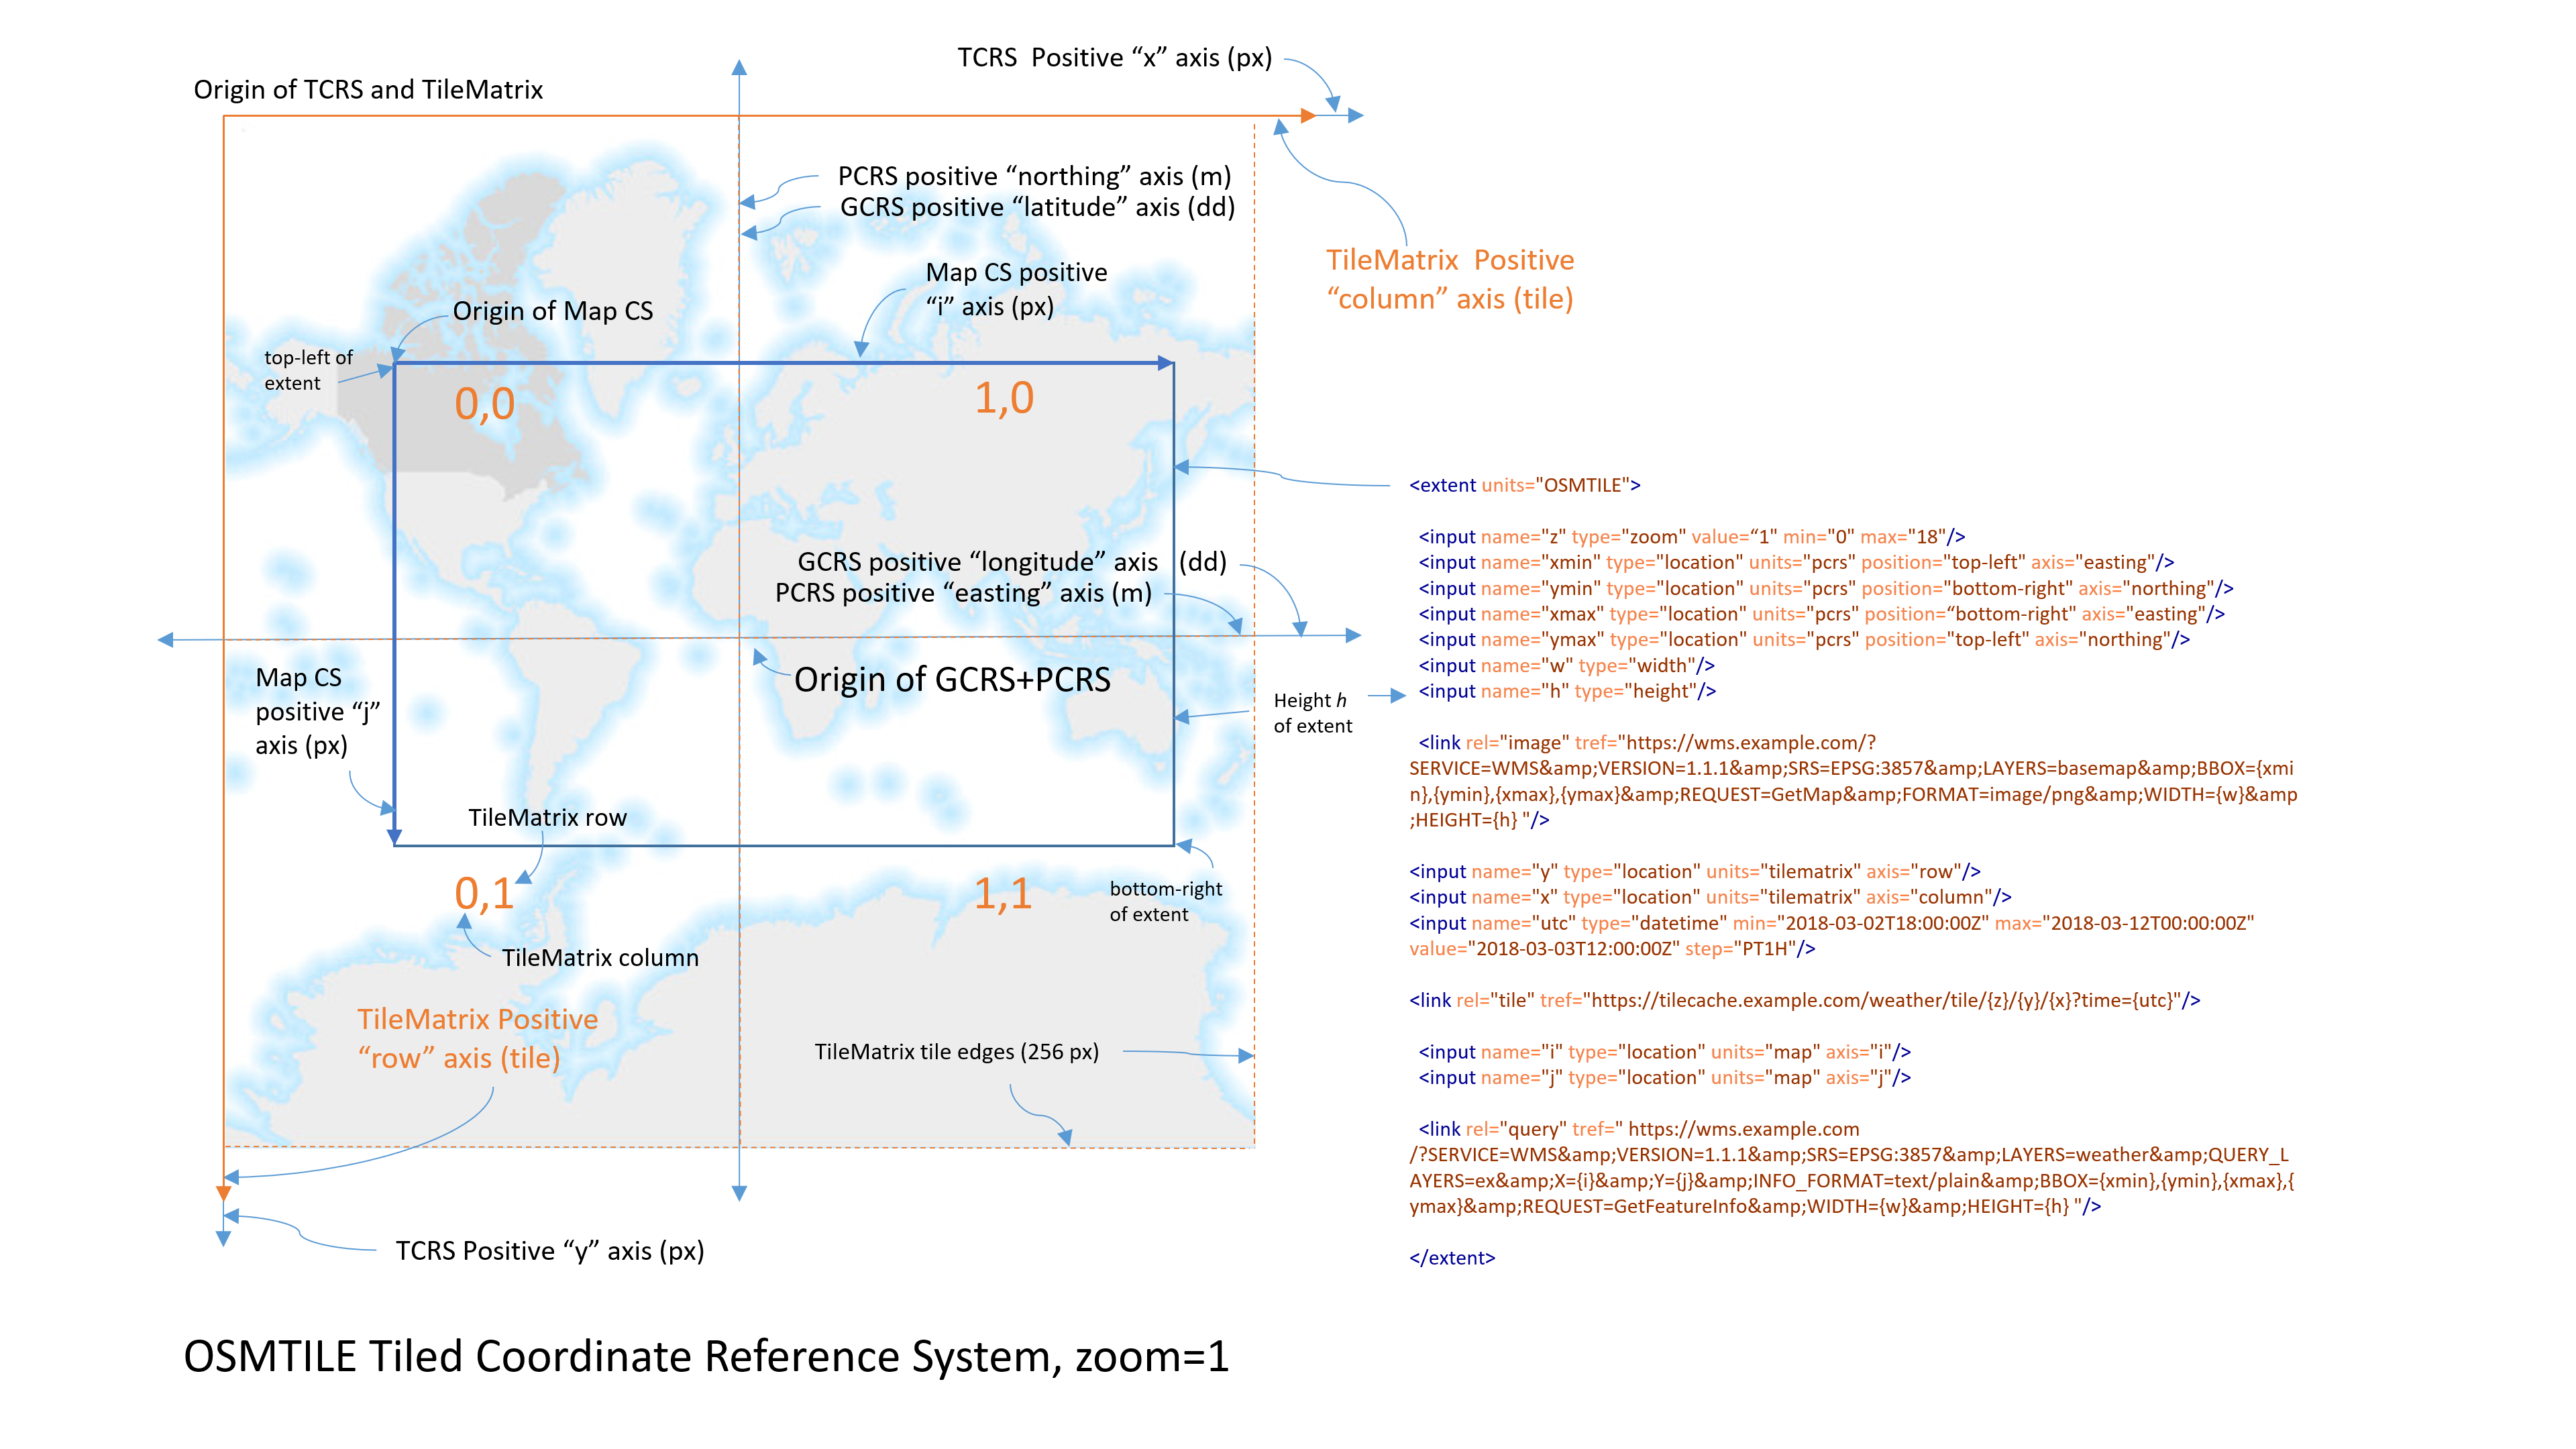 TCRS  Positive “x” axis (px)
Origin of TCRS and TileMatrix
PCRS positive “northing” axis (m)
GCRS positive “latitude” axis (dd)
TileMatrix  Positive
“column” axis (tile)
Map CS positive
“i” axis (px)
Origin of Map CS
top-left of
extent
0,0
1,0
GCRS positive “longitude” axis   (dd)
PCRS positive “easting” axis (m)
Origin of GCRS+PCRS
Map CS
positive “j”
axis (px)
Height h
of extent
TileMatrix row
0,1
1,1
bottom-right
of extent
TileMatrix column
TileMatrix Positive
“row” axis (tile)
TileMatrix tile edges (256 px)
TCRS Positive “y” axis (px)
<extent units="OSMTILE">
<input name="z" type="zoom" value=“1" min="0" max="18"/>
<input name="xmin" type="location" units="pcrs" position="top-left" axis="easting"/>
<input name="ymin" type="location" units="pcrs" position="bottom-right" axis="northing"/>
<input name="xmax" type="location" units="pcrs" position=“bottom-right" axis="easting"/>
<input name="ymax" type="location" units="pcrs" position="top-left" axis="northing"/>
<input name="w" type="width"/>
<input name="h" type="height"/>
<link rel="image" tref="https://wms.example.com/?
SERVICE=WMS&amp;VERSION=1.1.1&amp;SRS=EPSG:3857&amp;LAYERS=basemap&amp;BBOX={xmi
n},{ymin},{xmax},{ymax}&amp;REQUEST=GetMap&amp;FORMAT=image/png&amp;WIDTH={w}&amp
;HEIGHT={h} "/>
<input name="y" type="location" units="tilematrix" axis="row"/>
<input name="x" type="location" units="tilematrix" axis="column"/>
<input name="utc" type="datetime" min="2018-03-02T18:00:00Z" max="2018-03-12T00:00:00Z"
value="2018-03-03T12:00:00Z" step="PT1H"/>
<link rel="tile" tref="https://tilecache.example.com/weather/tile/{z}/{y}/{x}?time={utc}"/>
<input name="i" type="location" units="map" axis="i"/>
<input name="j" type="location" units="map" axis="j"/>
<link rel="query" tref=" https://wms.example.com
/?SERVICE=WMS&amp;VERSION=1.1.1&amp;SRS=EPSG:3857&amp;LAYERS=weather&amp;QUERY_L
AYERS=ex&amp;X={i}&amp;Y={j}&amp;INFO_FORMAT=text/plain&amp;BBOX={xmin},{ymin},{xmax},{
ymax}&amp;REQUEST=GetFeatureInfo&amp;WIDTH={w}&amp;HEIGHT={h} "/>
</extent>
OSMTILE Tiled Coordinate Reference System, zoom=1